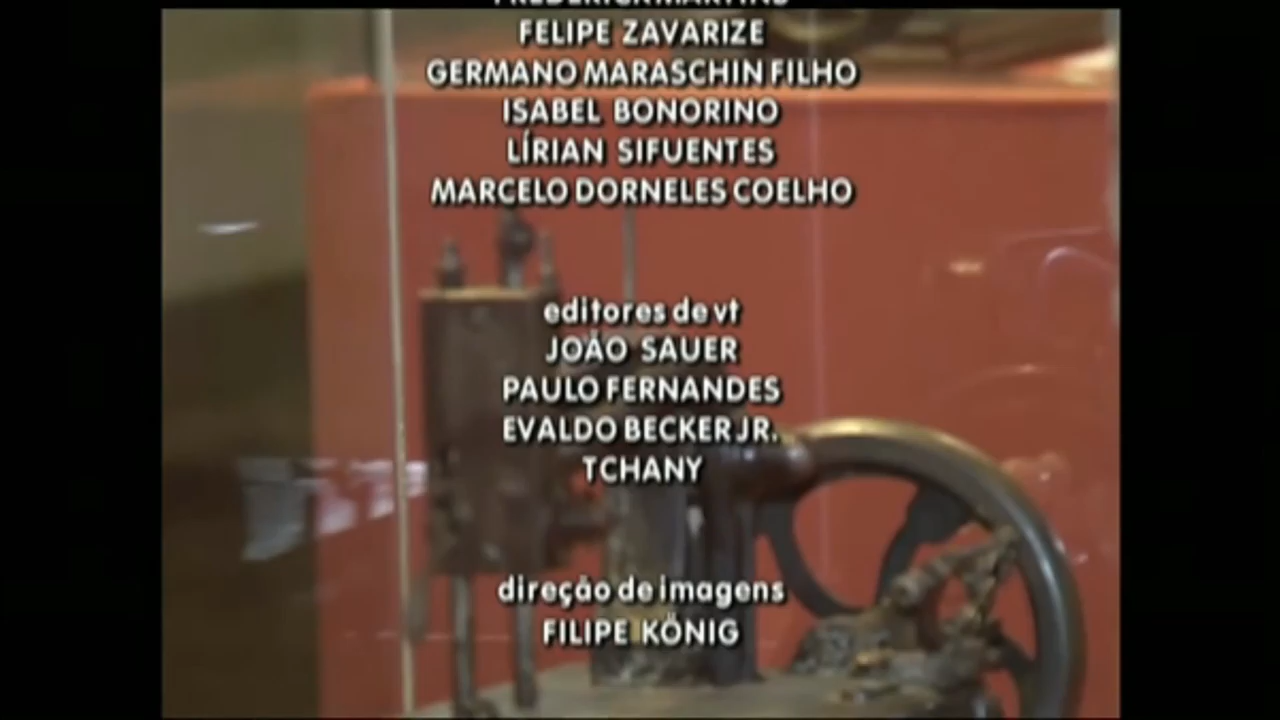 FELIPE ZAVARIZE
GERMANO MARASCHIN FILHO
ISABEL BONORINO
LÍRIAN SIFUENTES
MARCELO DORNELES COELHO
editores de vt
JOÃO SAUER
PAULO FERNANDES
EVALDO BECKER JR.
TCHANY
direção de imagens
FILIPE KÖNIG